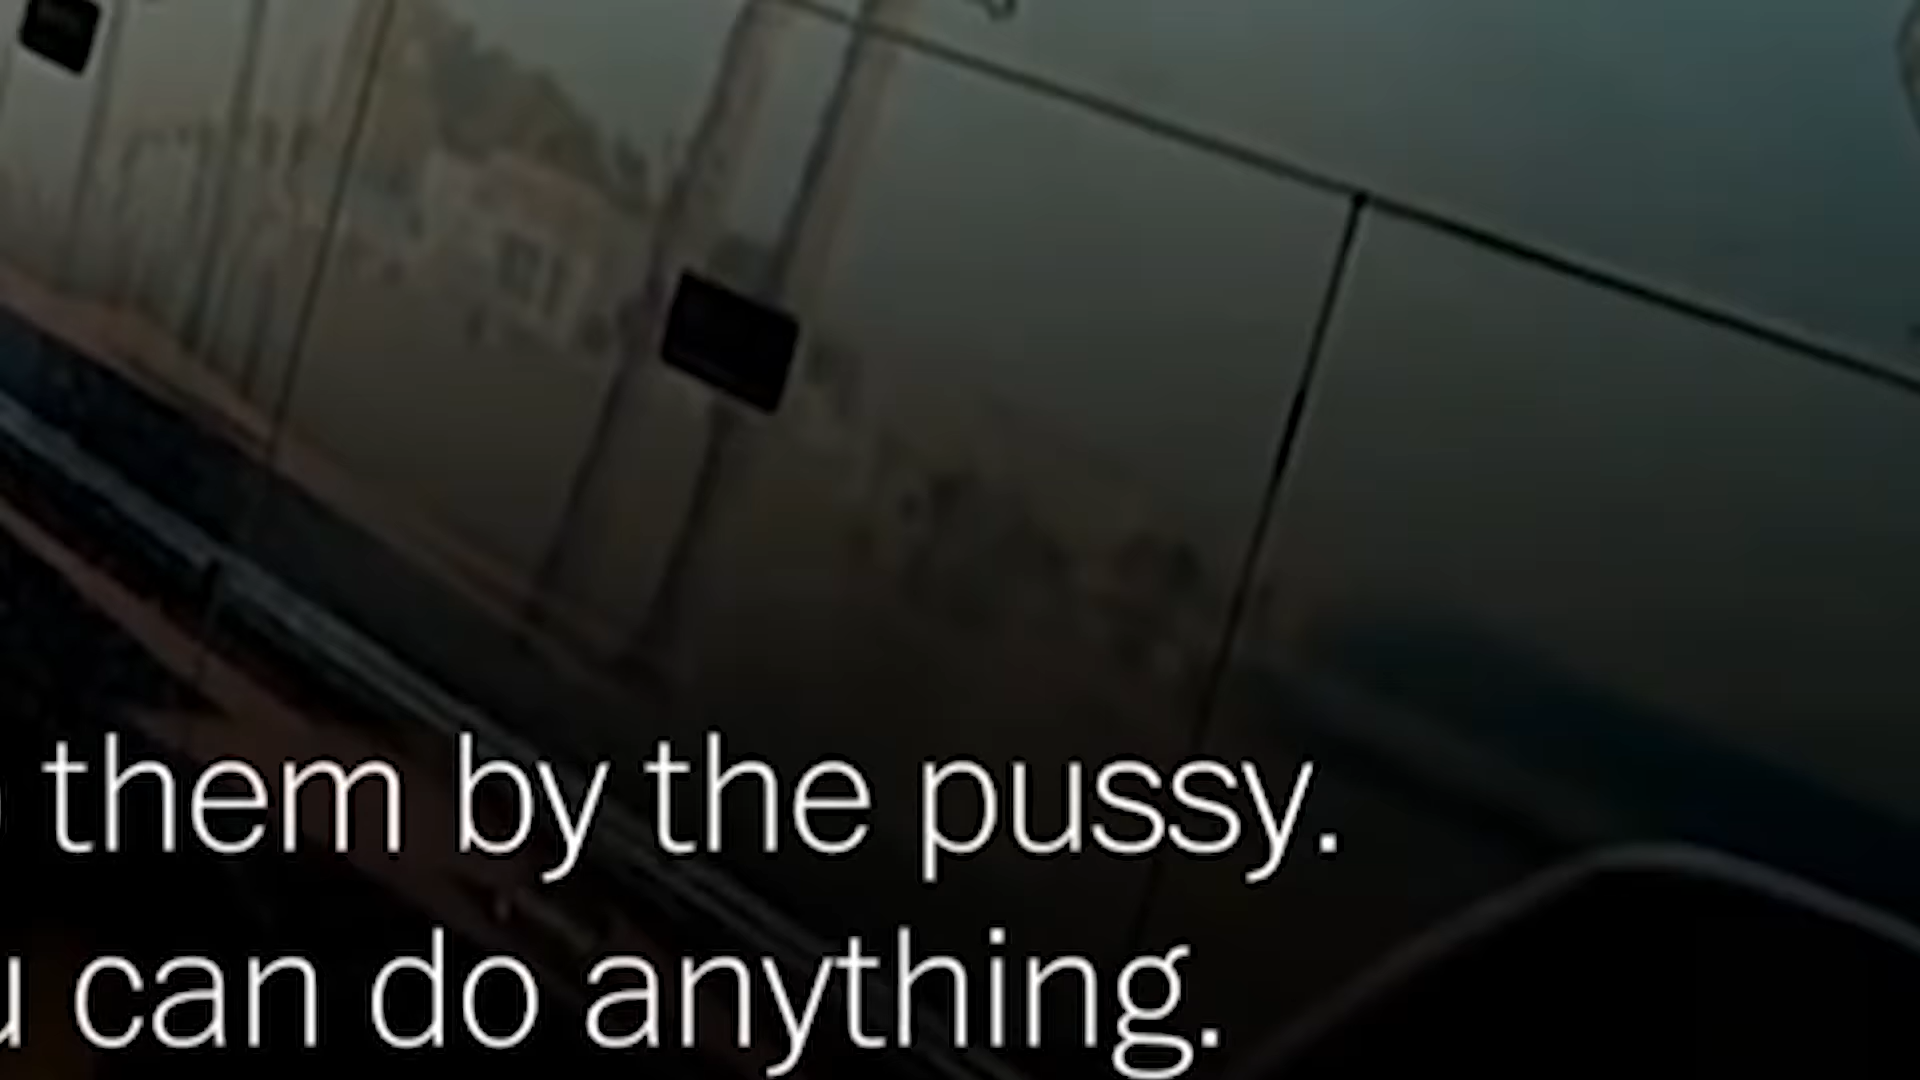 them by the pussy.
can do anything.